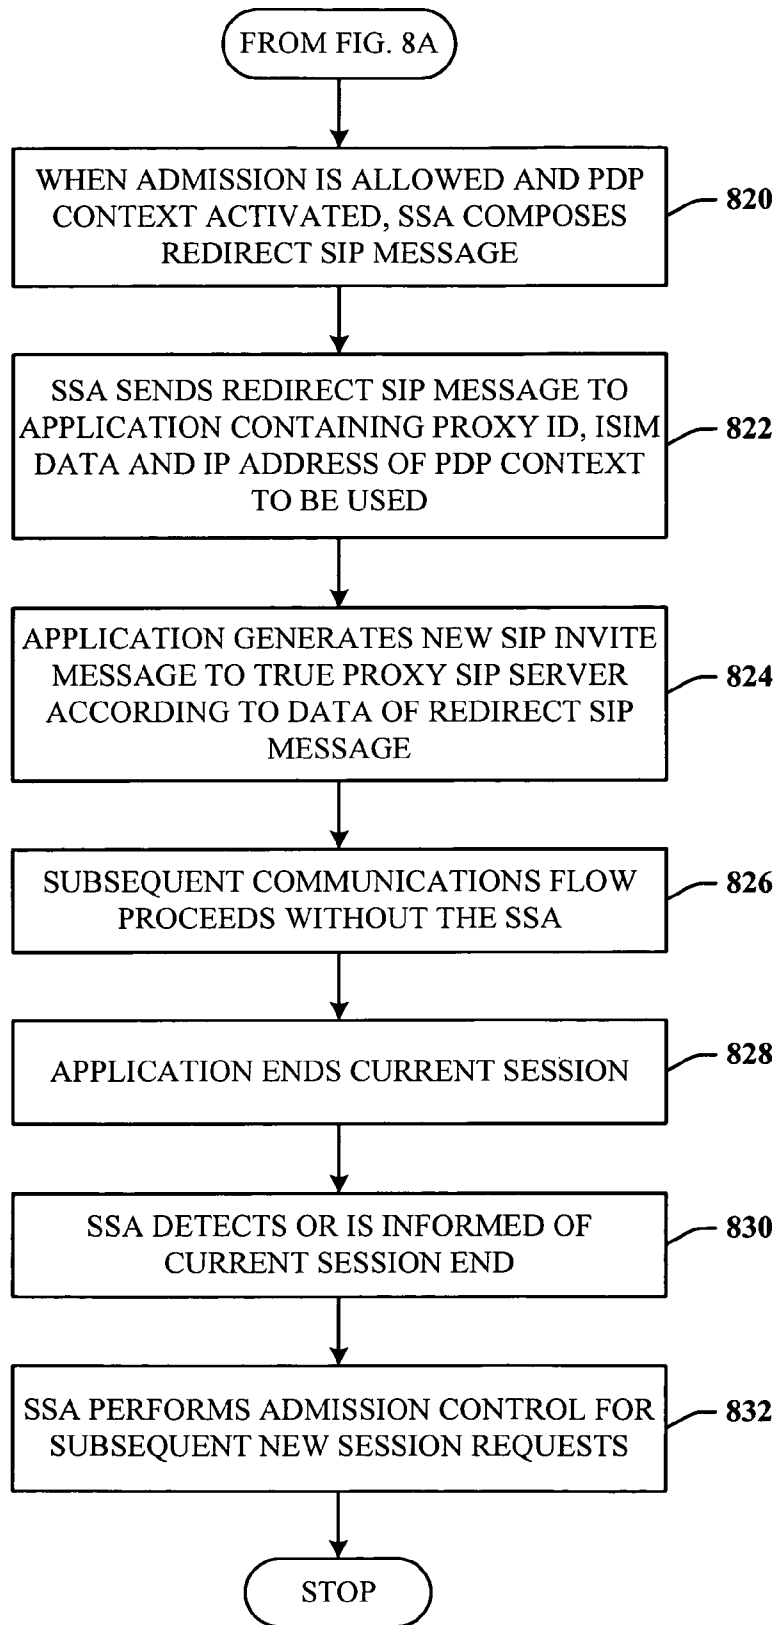 FROM FIG. 8A
WHEN ADMISSION IS ALLOWED AND PDP
CONTEXT ACTIVATED, SSA COMPOSES
REDIRECT SIP MESSAGE
820
SSA SENDS REDIRECT SIP MESSAGE TO
APPLICATION CONTAINING PROXY ID, ISIM
DATA AND IP ADDRESS OF PDP CONTEXT
TO BE USED
822
APPLICATION GENERATES NEW SIP INVITE
MESSAGE TO TRUE PROXY SIP SERVER
ACCORDING TO DATA OF REDIRECT SIP
MESSAGE
824
SUBSEQUENT COMMUNICATIONS FLOW
PROCEEDS WITHOUT THE SSA
826
APPLICATION ENDS CURRENT SESSION
828
SSA DETECTS OR IS INFORMED OF
CURRENT SESSION END
830
SSA PERFORMS ADMISSION CONTROL FOR
SUBSEQUENT NEW SESSION REQUESTS
832
STOP